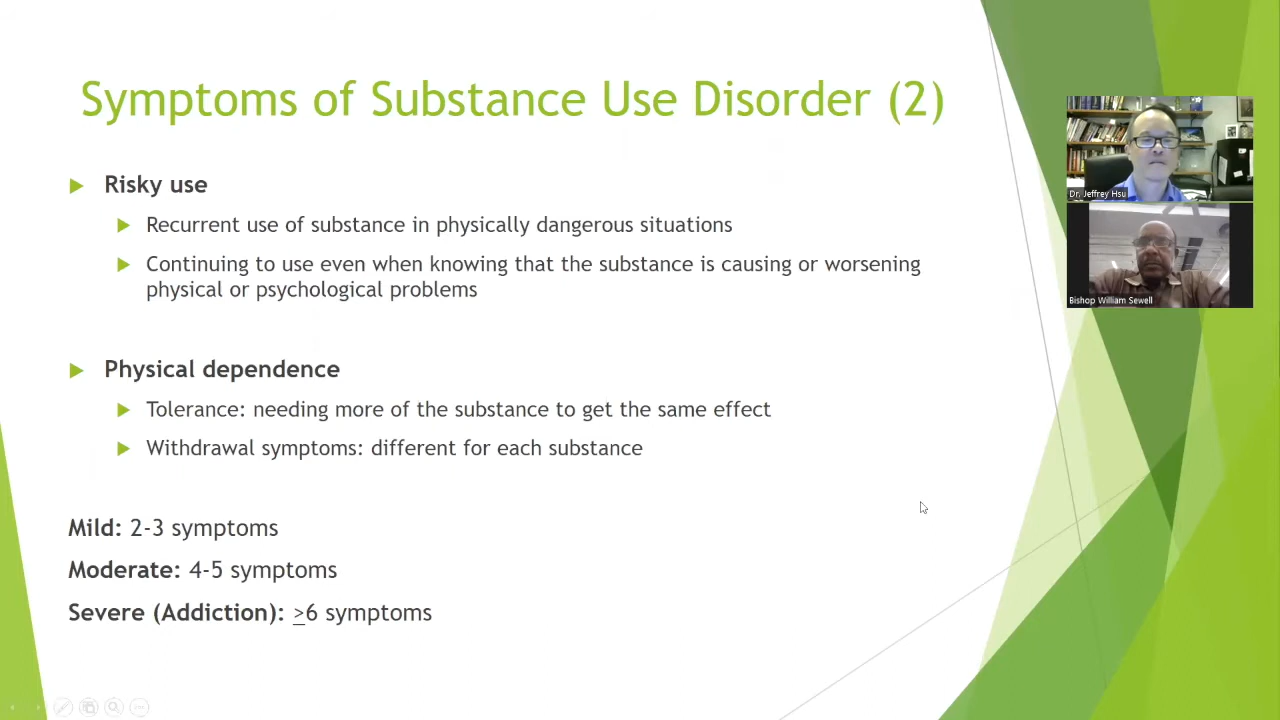 Symptoms of Substance Use Disorder (2)
Risky use
Recurrent use of substance in physically dangerous situations
Continuing to use even when knowing that the substance is causing or worsening
physical or psychological problems
Physical dependence
Tolerance: needing more of the substance to get the same effect
Withdrawal symptoms: different for each substance
Mild: 2-3 symptoms
Moderate: 4-5 symptoms
Severe (Addiction): ≥6 symptoms
Dr. Jeffrey Hsu
Bishop William Sewell